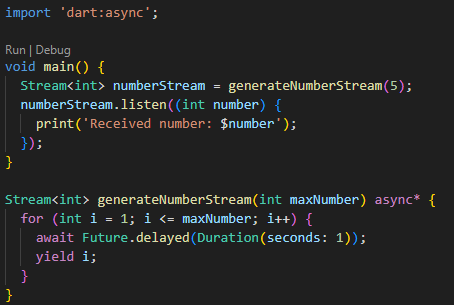 import 'dart:async';
Run | Debug
void main() {
  Stream<int> numberStream = generateNumberStream(5);
  numberStream.listen((int number) {
    print('Received number: $number');
  });
}
Stream<int> generateNumberStream(int maxNumber) async* {
  for (int i = 1; i <= maxNumber; i++) {
    await Future.delayed(Duration(seconds: 1));
    yield i;
  }
}